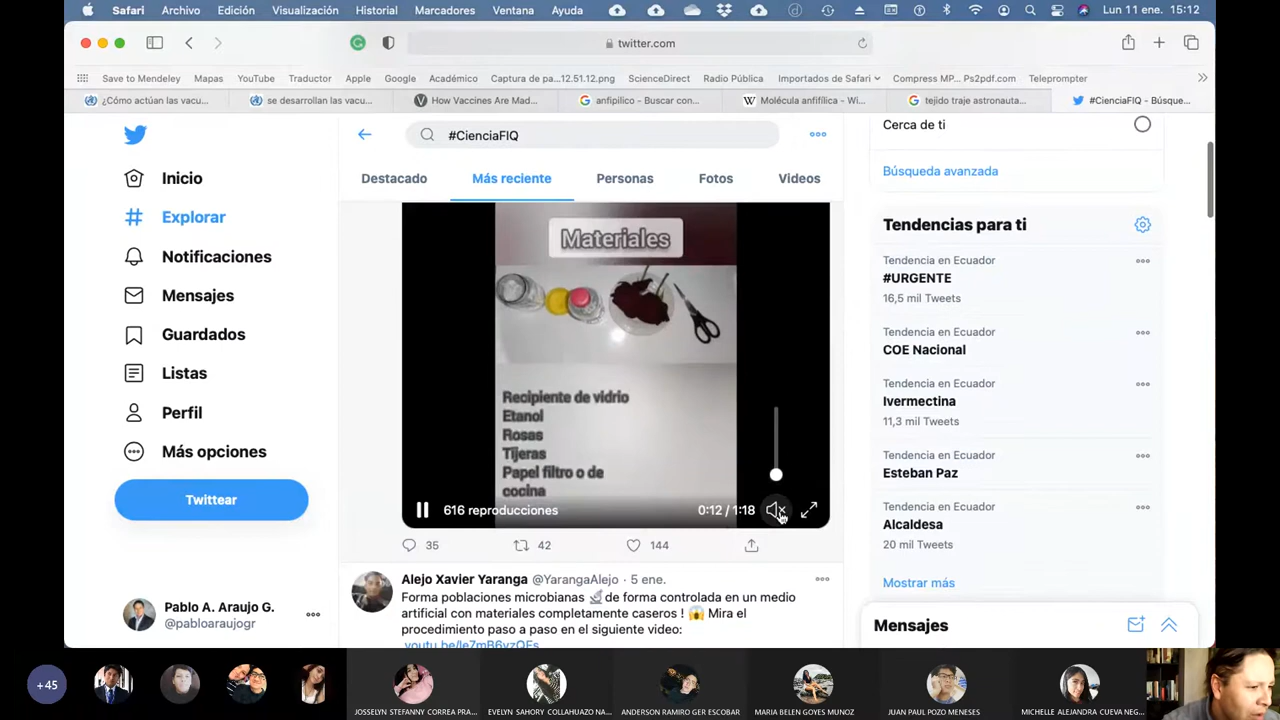 Safari Archivo Edición Visualización Historial Marcadores Ventana Ayuda Lun 11 ene. 15:12
twitter.com
Save to Mendeley Mapas YouTube Traductor Apple Google Académico Captura de pa...12.51.12.png ScienceDirect Radio Pública Importados de Safari Compress MP... Ps2pdf.com Teleprompter
¿Cómo actúan las vacu... se desarrollan las vacu... How Vaccines Are Mad... anfipilico - Buscar con... Molécula anfifílica - Wi... tejido traje astronauta... #CienciaFIQ - Búsque...
#CienciaFIQ
Destacado Más reciente Personas Fotos Videos
Inicio
Explorar
Notificaciones
Mensajes
Guardados
Listas
Perfil
Más opciones
Twittear
Pablo A. Araujo G.
@pabloaraujogr
Materiales
Recipiente de vidrio
Etanol
Rosas
Tijeras
Papel filtro o de
cocina
616 reproducciones 0:12 / 1:18
35 42 144
Alejo Xavier Yaranga @YarangaAlejo · 5 ene.
Forma poblaciones microbianas 🔬de forma controlada en un medio
artificial con materiales completamente caseros ! 😱 Mira el
procedimiento paso a paso en el siguiente video:
Cerca de ti
Búsqueda avanzada
Tendencias para ti
Tendencia en Ecuador
#URGENTE
16,5 mil Tweets
Tendencia en Ecuador
COE Nacional
Tendencia en Ecuador
Ivermectina
11,3 mil Tweets
Tendencia en Ecuador
Esteban Paz
Tendencia en Ecuador
Alcaldesa
20 mil Tweets
Mostrar más
Mensajes
+45
JOSSELYN STEFANNY CORREA PRA... EVELYN SAHORY COLLAHUAZO NA... ANDERSON RAMIRO GER ESCOBAR MARIA BELEN GOYES MUNOZ JUAN PAUL POZO MENESES MICHELLE ALEJANDRA CUEVA NEG...